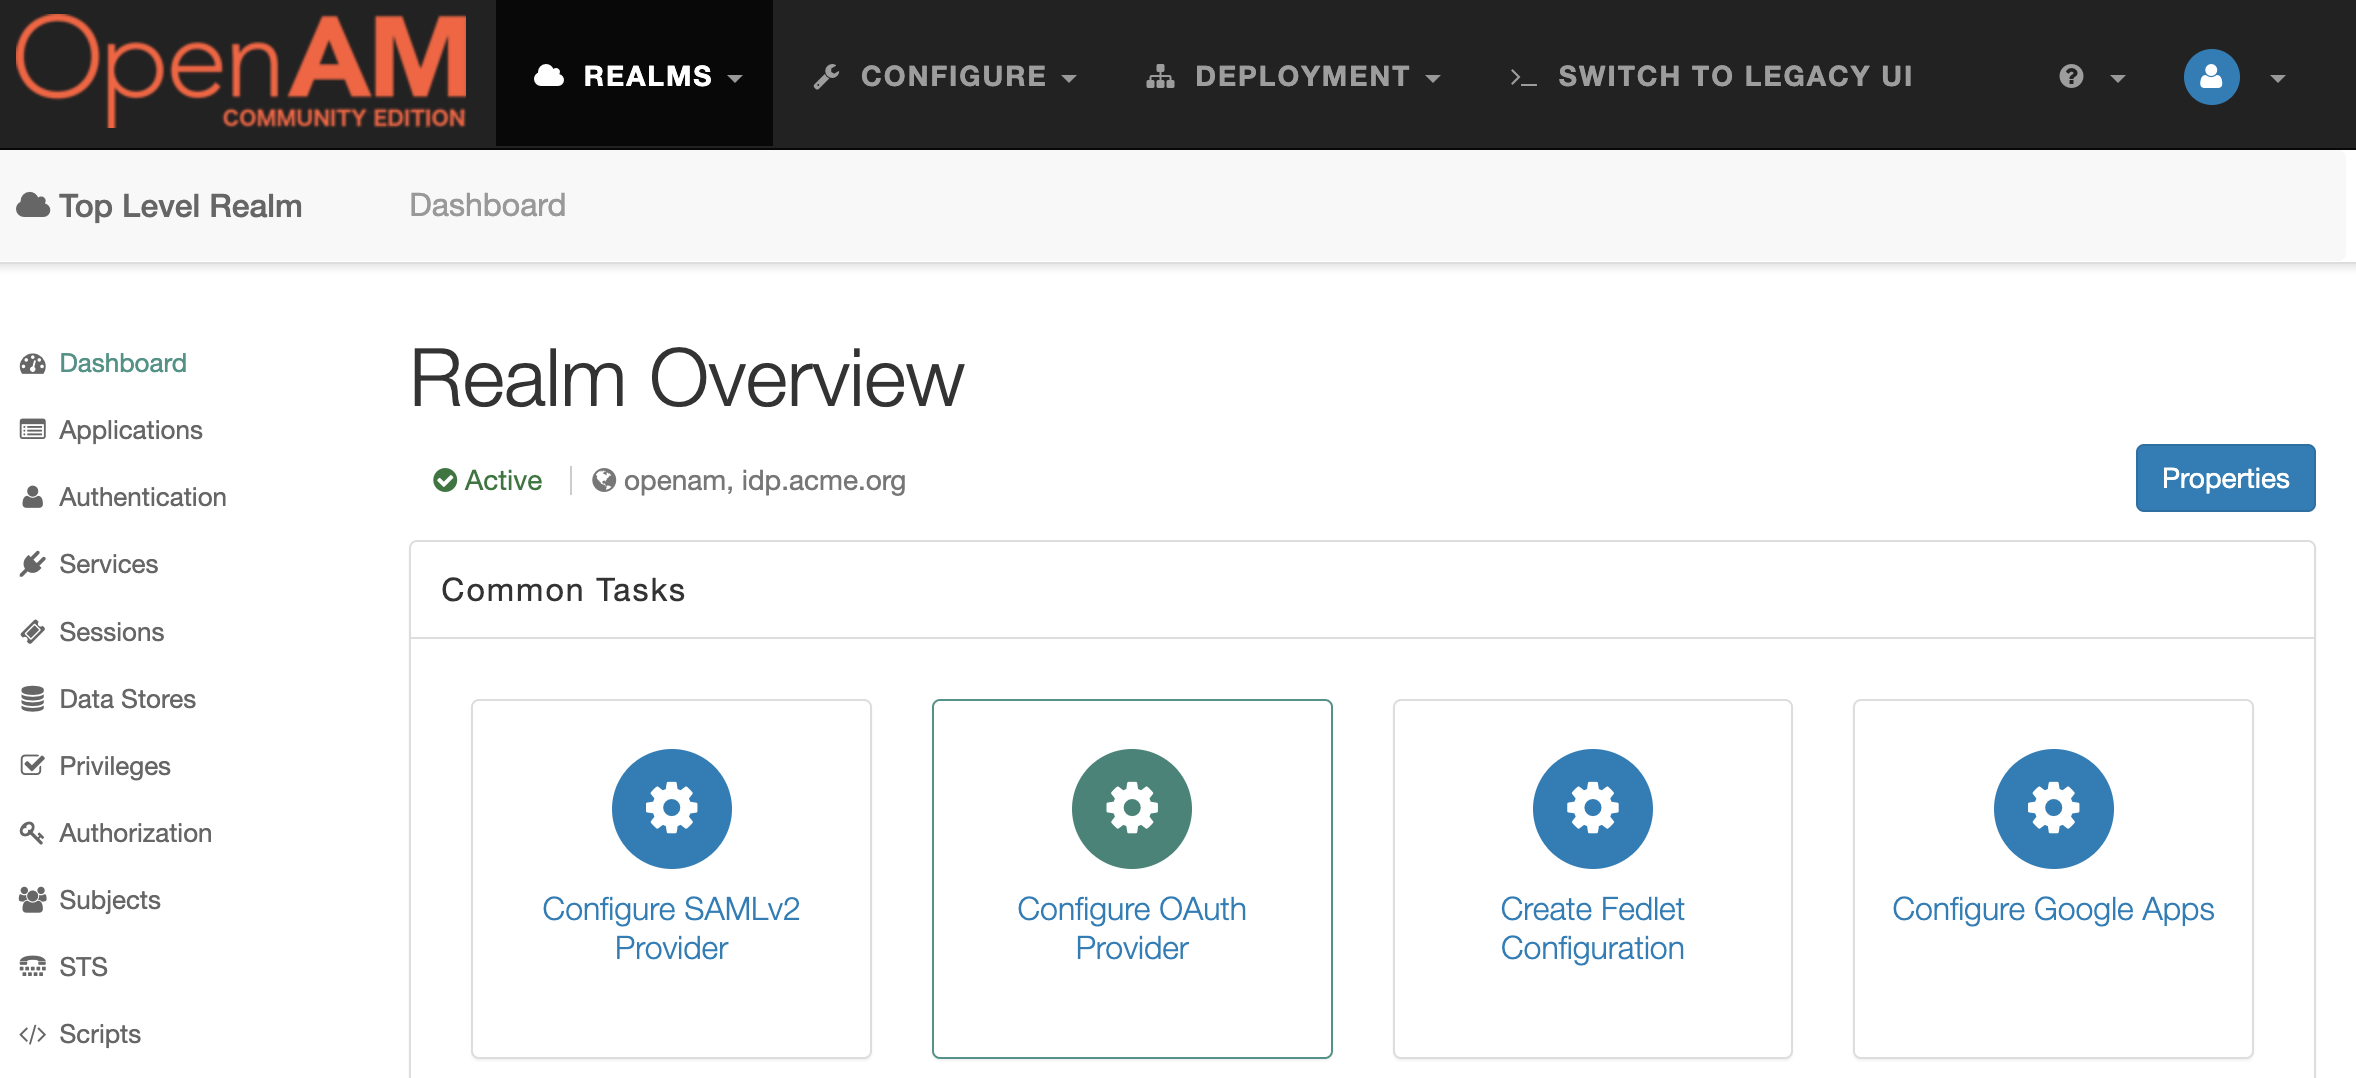 OpenAM
COMMUNITY EDITION
REALMS
CONFIGURE
DEPLOYMENT
SWITCH TO LEGACY UI
Top Level Realm
Dashboard
Dashboard
Applications
Authentication
Services
Sessions
Data Stores
Privileges
Authorization
Subjects
STS
Scripts
Realm Overview
Active
openam, idp.acme.org
Properties
Common Tasks
Configure SAMLv2
Provider
Configure OAuth
Provider
Create Fedlet
Configuration
Configure Google Apps